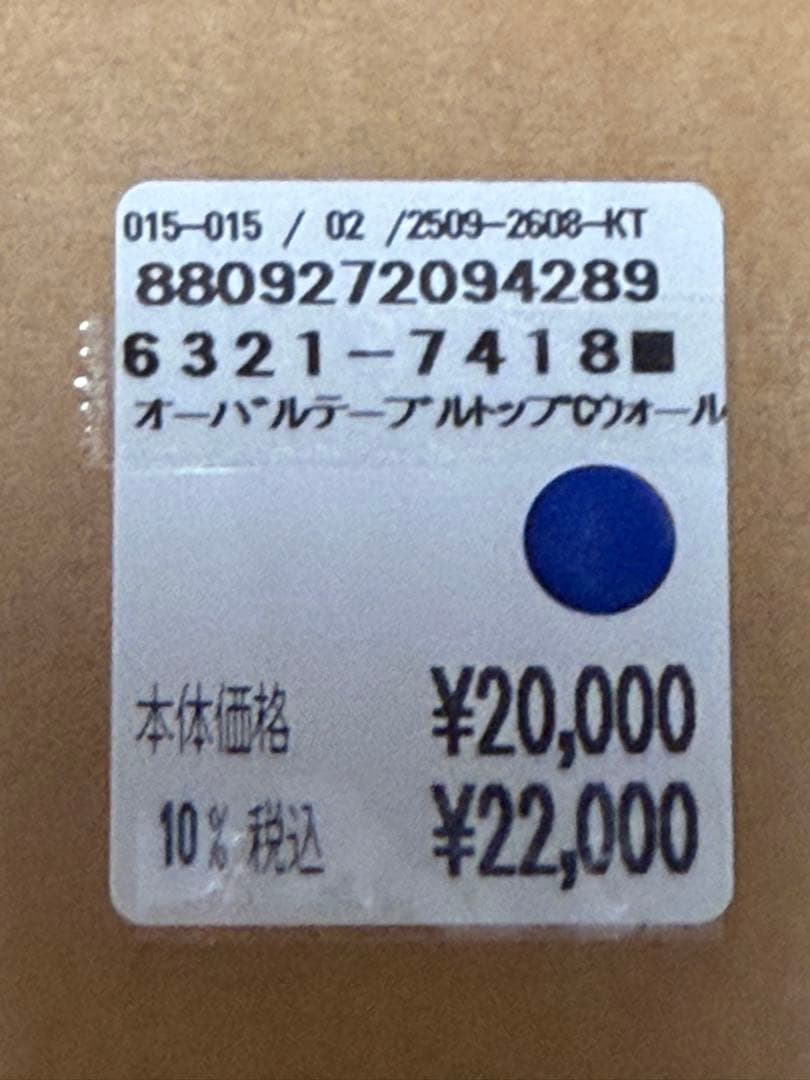 015-015 / 02 /2509-2608-KT
8809272094289
6321-7418■
オーバルテーブルトップCウォール
本体価格 ¥20,000
10% 税込 ¥22,000